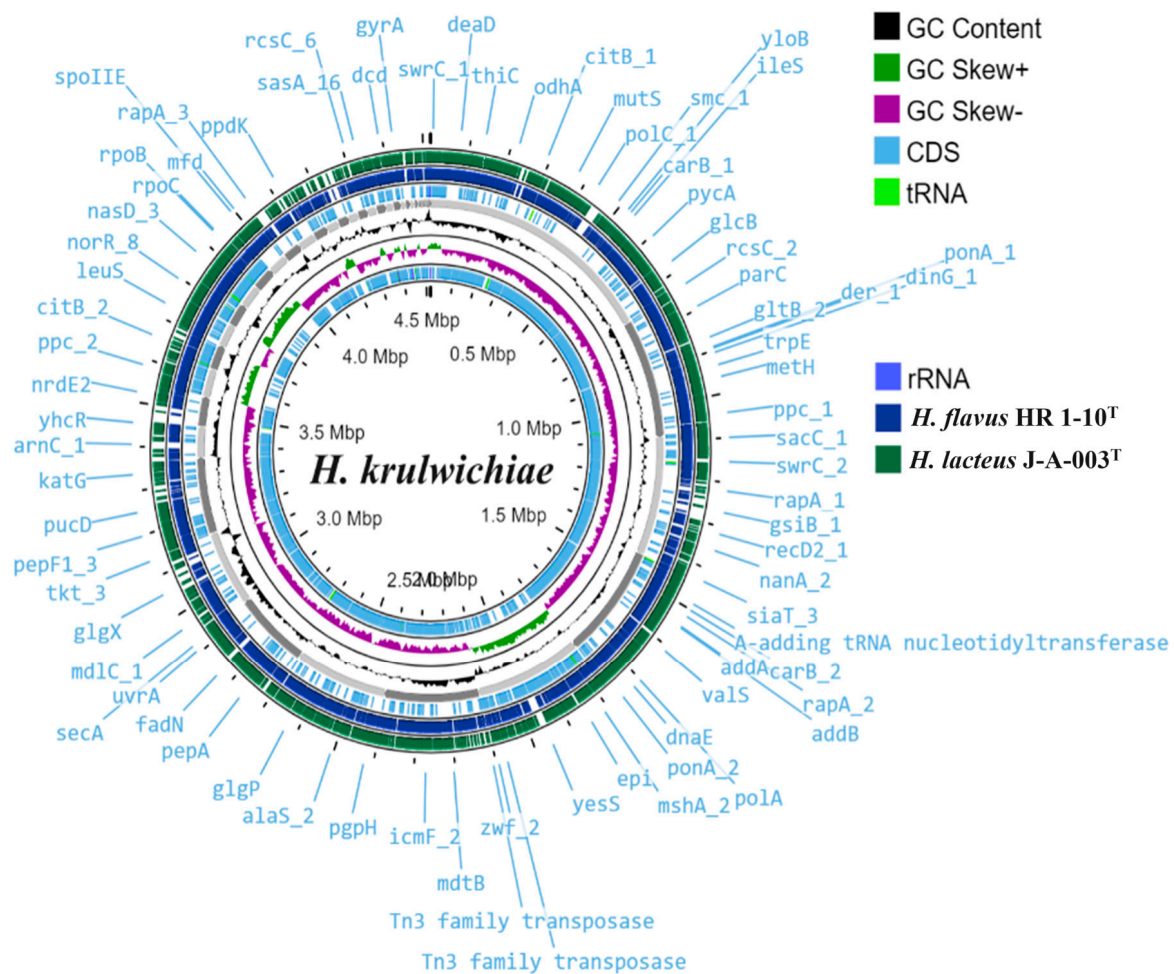 rcsC_6
gyrA
deaD
GC Content
yloB
sasA_16
dcd
swrC_1
thiC
citB_1
ileS
GC Skew+
spoIIE
odhA
mutS
smc_1
GC Skew-
rapA_3
ppdK
polC_1
CDS
rpoB
mfd
carB_1
tRNA
rpoC
pycA
nasD_3
glcB
norR_8
rcsC_2
ponA_1
leuS
parC
dinG_1
der_1
citB_2
gltB_2
ppc_2
trpE
nrdE2
metH
rRNA
yhcR
ppc_1
H. flavus HR 1-10ᵀ
arnC_1
sacC_1
H. lacteus J-A-003ᵀ
katG
swrC_2
4.5 Mbp
4.0 Mbp
0.5 Mbp
3.5 Mbp
1.0 Mbp
H. krulwichiae
3.0 Mbp
1.5 Mbp
2.5 Mbp
2.0 Mbp
pucD
rapA_1
gsiB_1
pepF1_3
recD2_1
tkt_3
nanA_2
glgX
siaT_3
mdlC_1
A-adding tRNA nucleotidyltransferase
uvrA
addA
carB_2
secA
fadN
valS
rapA_2
pepA
addB
dnaE
glgP
ponA_2
alaS_2
epi
polA
pgpH
icmF_2
zwf_2
yesS
mshA_2
mdtB
Tn3 family transposase
Tn3 family transposase